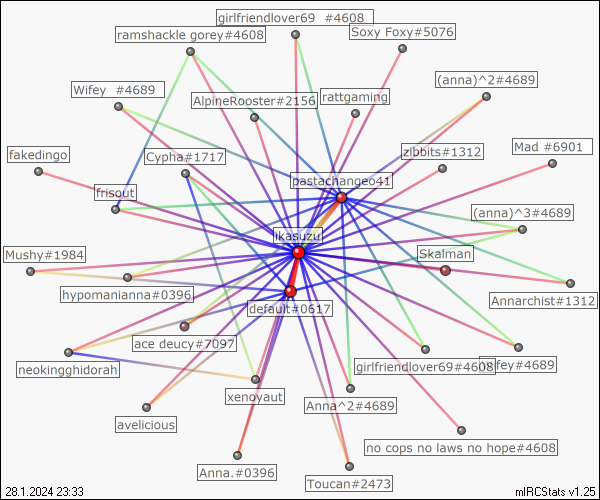 girlfriendlover69 #4608
ramshackle gorey#4608
Soxy Foxy#5076
(anna)^2#4689
Wifey #4689
AlpineRooster#2156
rattgaming
zibbits#1312
Mad #6901
fakedingo
Cypha#1717
pastachangeo41
frisout
(anna)^3#4689
ikasuzu
Mushy#1984
Skalman
hypomanianna#0396
Annarchist#1312
default#0617
ace deucy#7097
neokingghidorah
girlfriendlover69#4608
xenoyaut
Anna^2#4689
avelicious
no cops no laws no hope#4608
Anna.#0396
Toucan#2473
28.1.2024 23:33
mIRCStats v1.25